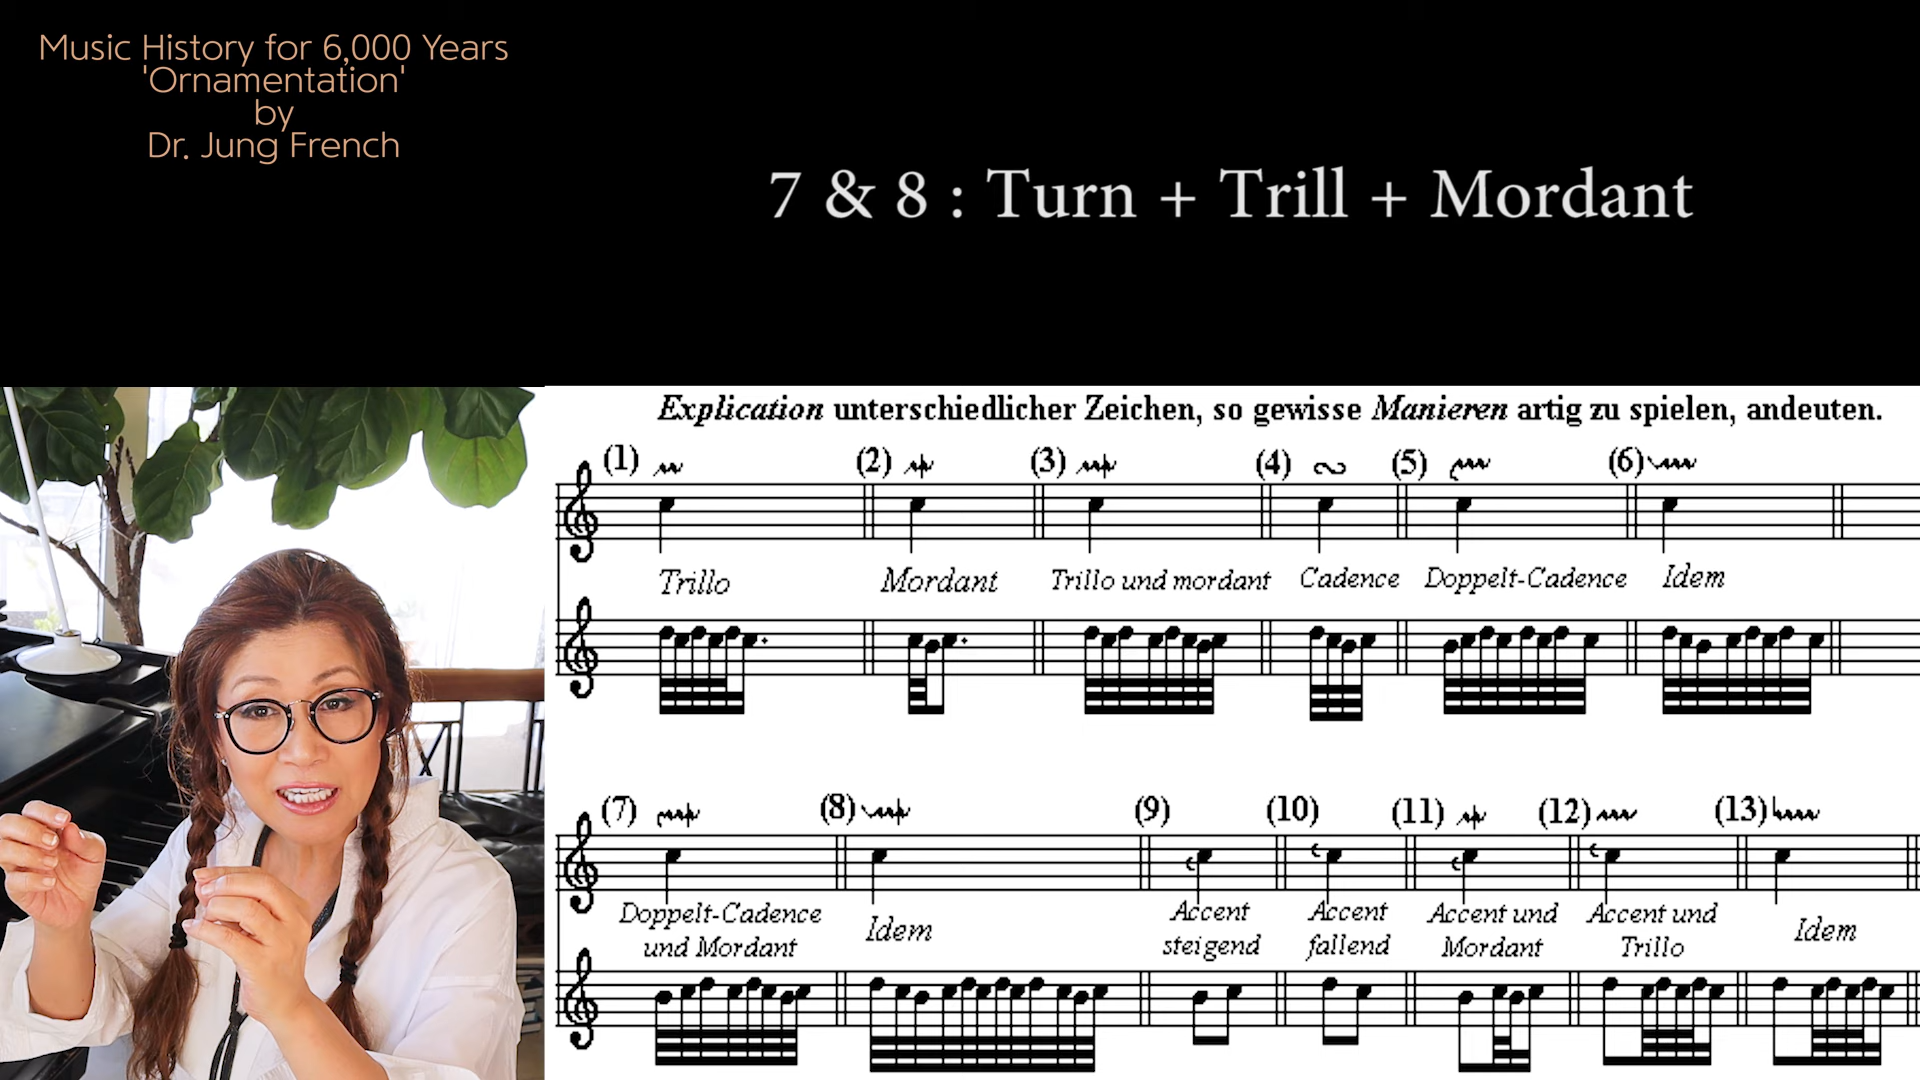 Music History for 6,000 Years
'Ornamentation'
by
Dr. Jung French
7 & 8 : Turn + Trill + Mordant
Explication unterschiedlicher Zeichen, so gewisse Manieren artig zu spielen, andeuten.
(1) (2) (3) (4) (5) (6)
Trillo Mordant Trillo und mordant Cadence Doppelt-Cadence Idem
(7) (8) (9) (10) (11) (12) (13)
Doppelt-Cadence
und Mordant
Idem
Accent
steigend
Accent
fallend
Accent und
Mordant
Accent und
Trillo
Idem